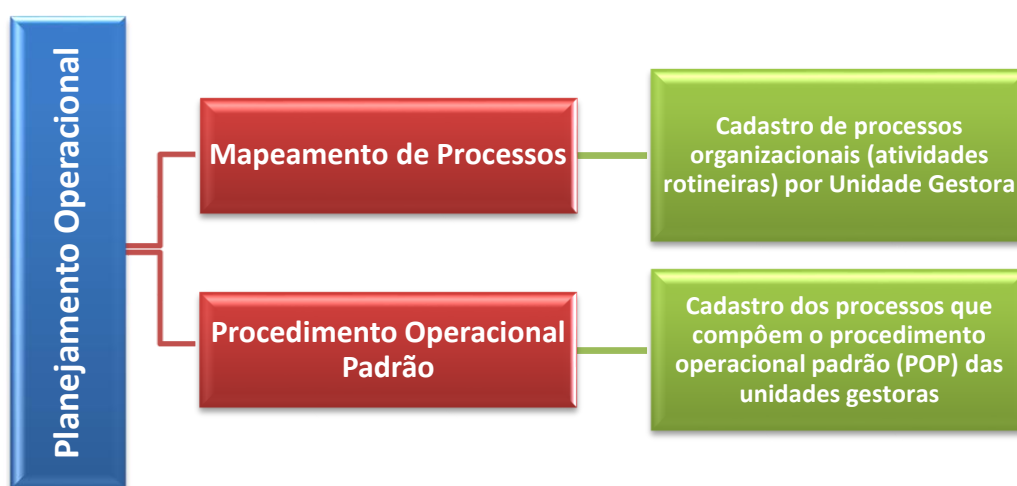 Planejamento Operacional
Mapeamento de Processos
Cadastro de processos
organizacionais (atividades
rotineiras) por Unidade Gestora
Procedimento Operacional
Padrão
Cadastro dos processos que
compôem o procedimento
operacional padrão (POP) das
unidades gestoras